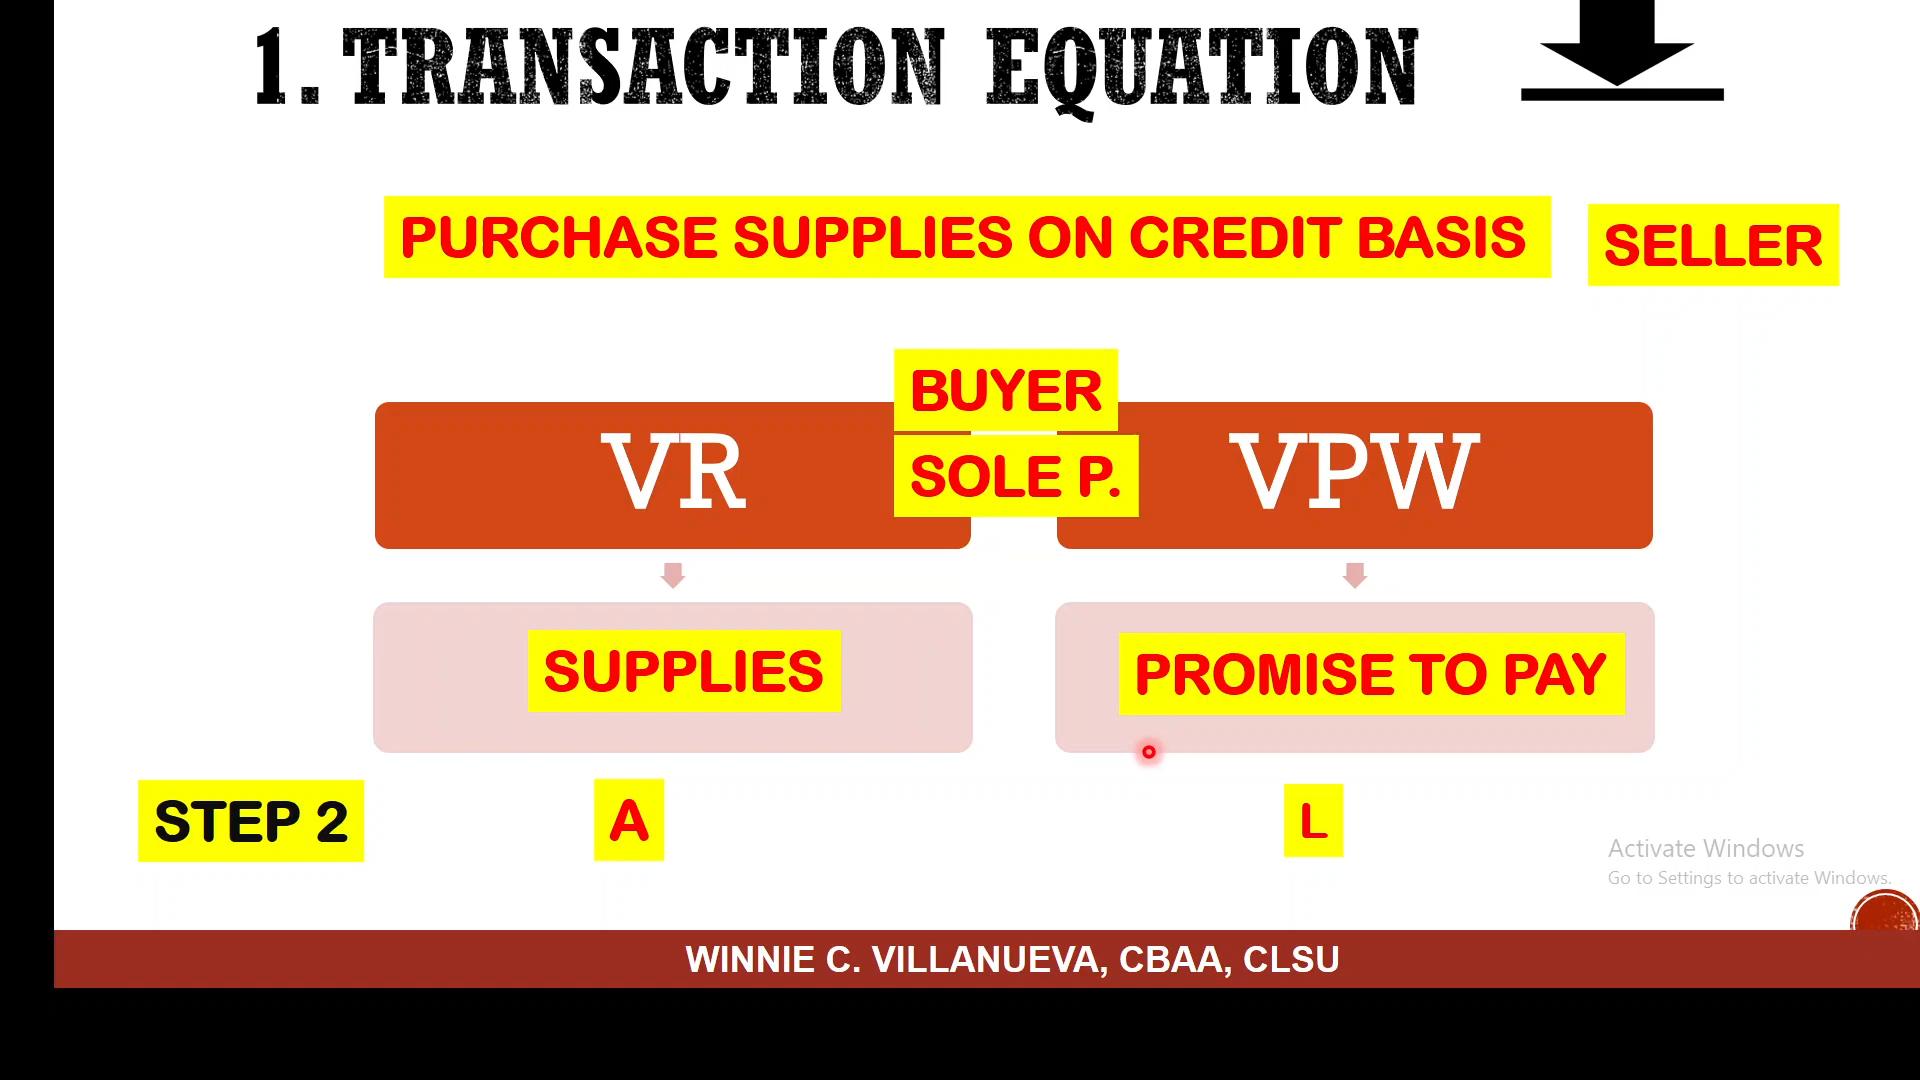 1. TRANSACTION EQUATION
PURCHASE SUPPLIES ON CREDIT BASIS
SELLER
BUYER
SOLE P.
VR
VPW
SUPPLIES
PROMISE TO PAY
STEP 2
A
L
Activate Windows
Go to Settings to activate Windows.
WINNIE C. VILLANUEVA, CBAA, CLSU